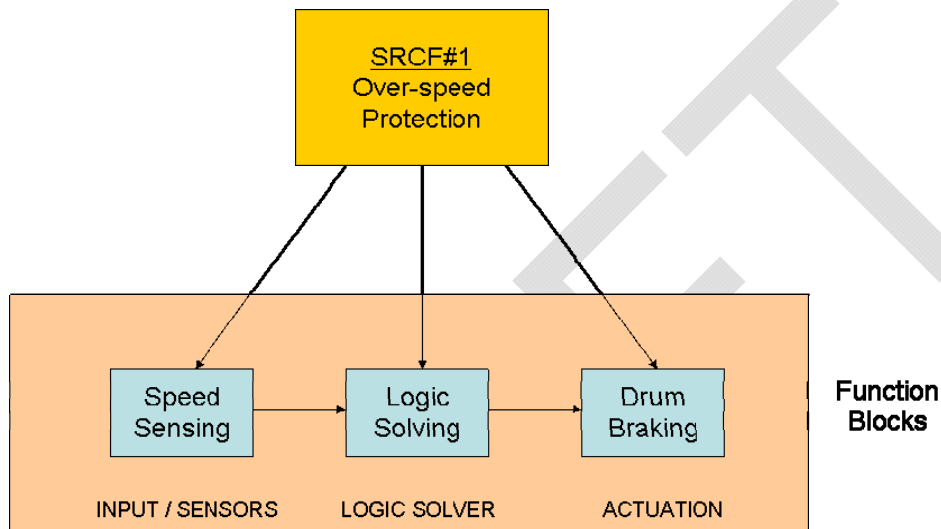 SRCF#1
Over-speed
Protection
Speed
Sensing
Logic
Solving
Drum
Braking
Function
Blocks
INPUT / SENSORS
LOGIC SOLVER
ACTUATION